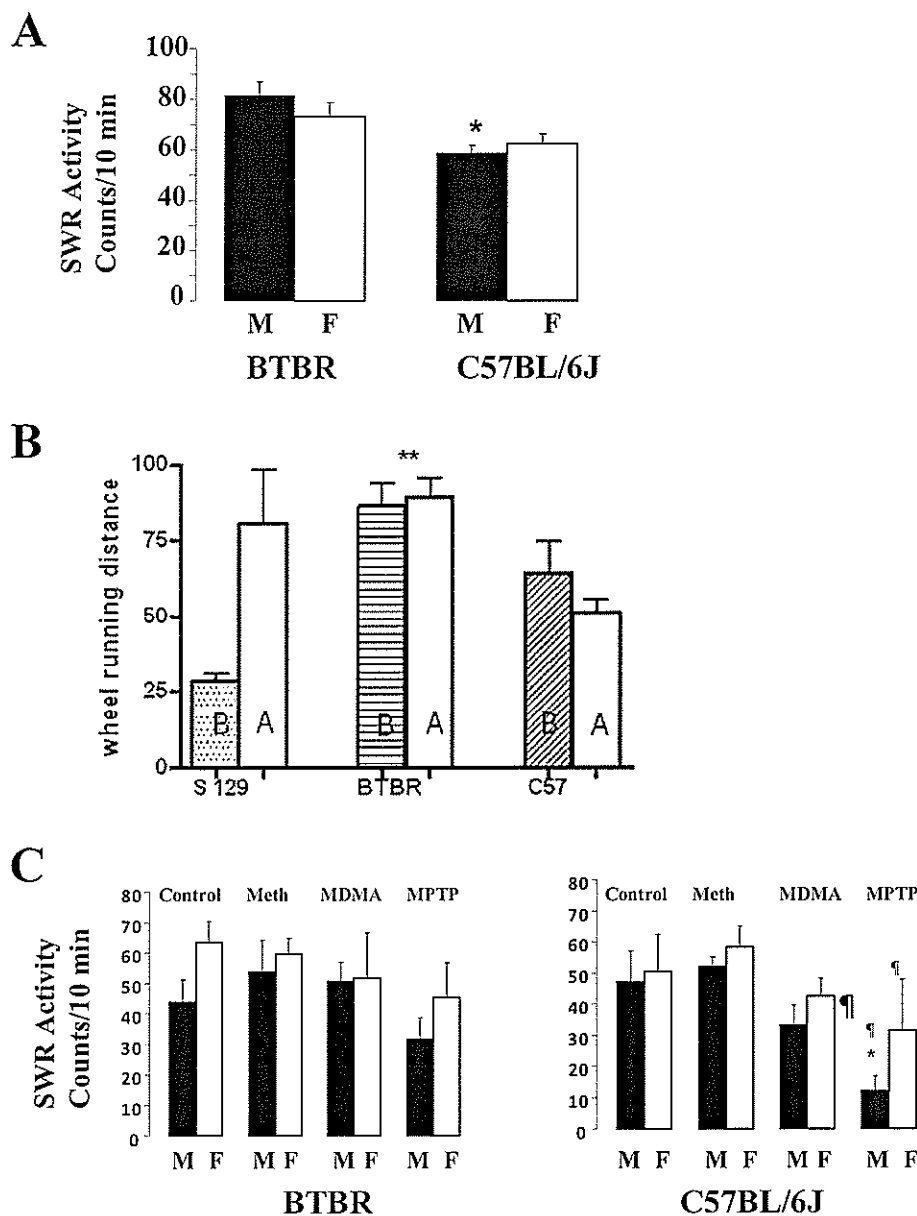 A
SWR Activity
Counts/10 min
100
80
60
40
20
0
*
M F M F
BTBR C57BL/6J
B
wheel running distance
100
75
50
25
0
**
B A B A B A
S129 BTBR C57
C
SWR Activity
Counts/10 min
80
70
60
50
40
30
20
10
0
Control Meth MDMA MPTP
M F M F M F M F
BTBR
80
70
60
50
40
30
20
10
0
Control Meth MDMA MPTP
¶
¶
¶
*
M F M F M F M F
C57BL/6J